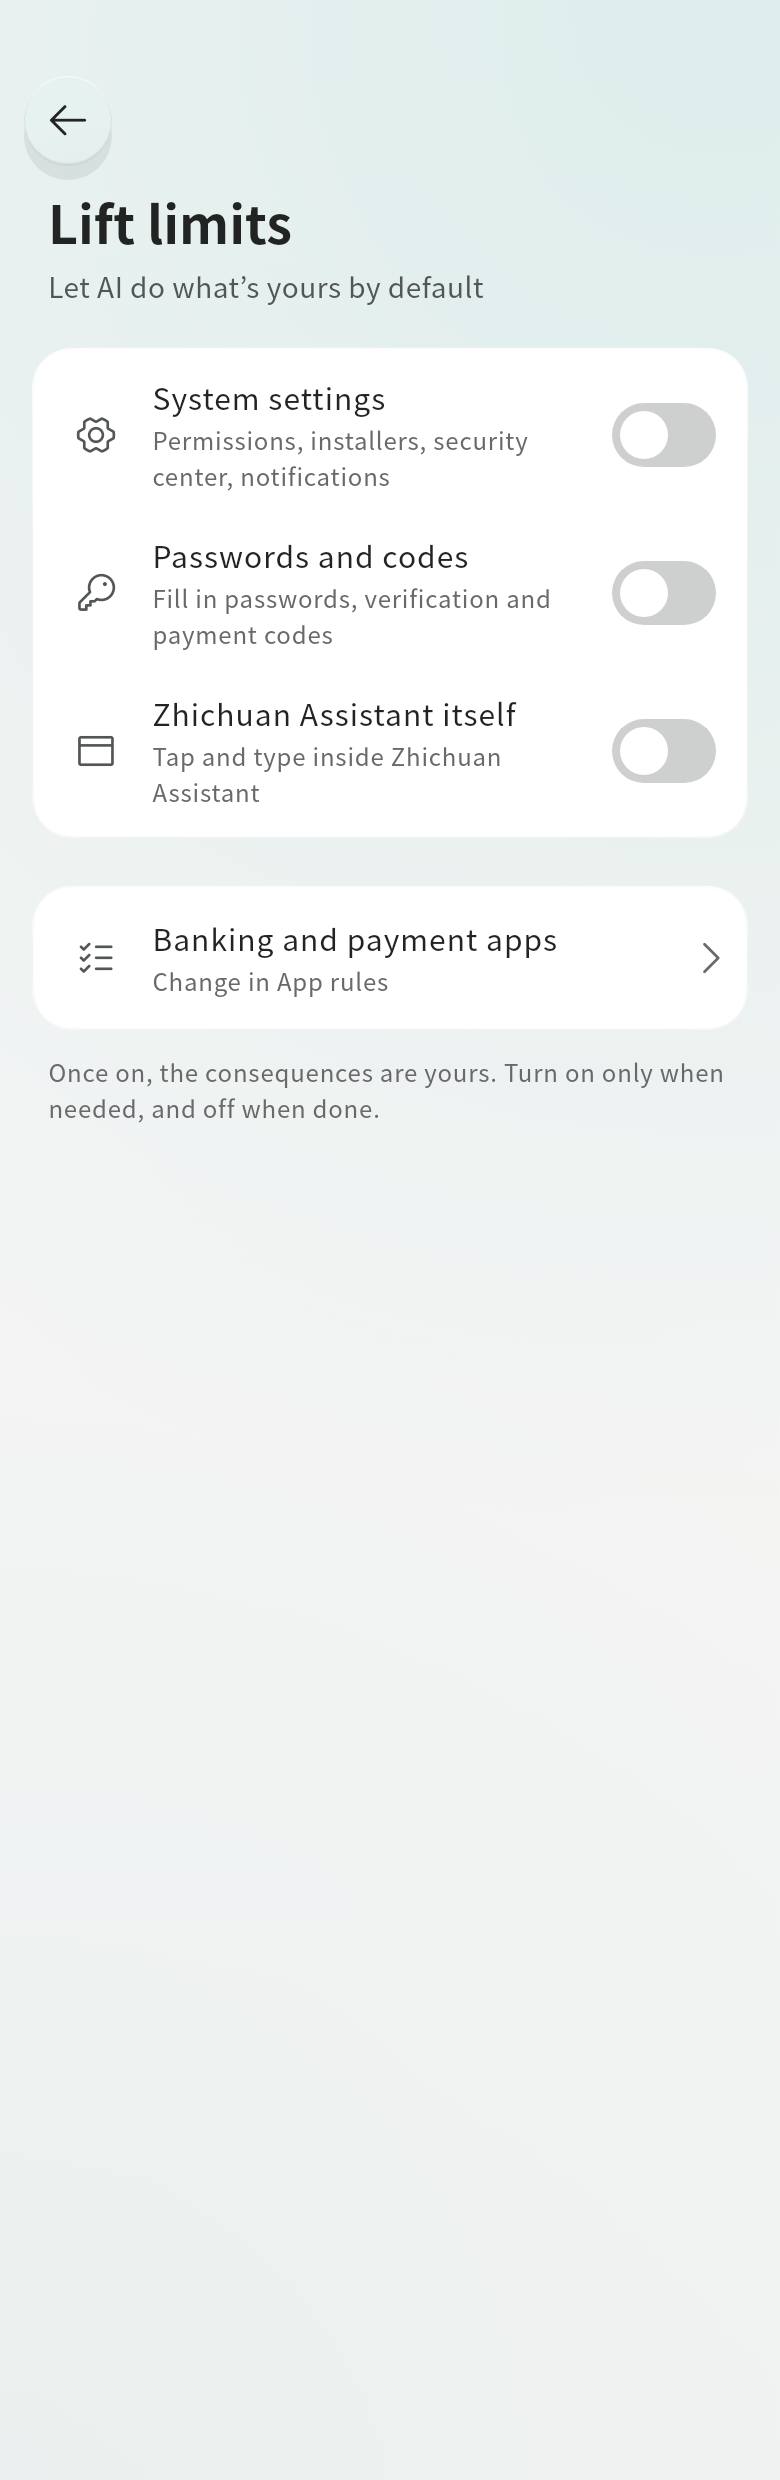 Lift limits
Let AI do what’s yours by default
System settings
Permissions, installers, security
center, notifications
Passwords and codes
Fill in passwords, verification and
payment codes
Zhichuan Assistant itself
Tap and type inside Zhichuan
Assistant
Banking and payment apps
Change in App rules
Once on, the consequences are yours. Turn on only when
needed, and off when done.